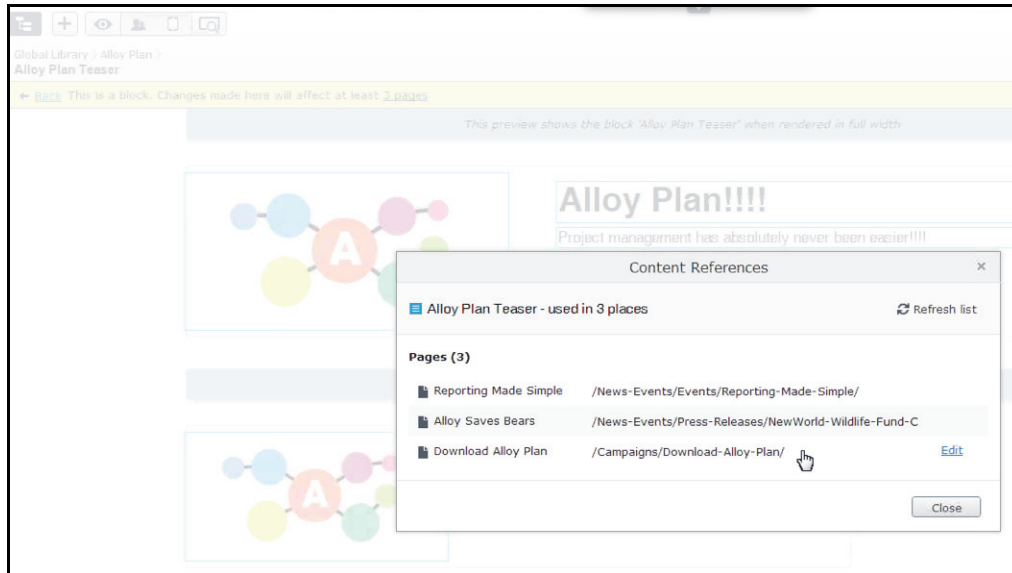 Global Library > Alloy Plan >
Alloy Plan Teaser
← Back This is a block. Changes made here will affect at least 3 pages
This preview shows the block 'Alloy Plan Teaser' when rendered in full width
A
Alloy Plan!!!!
Project management has absolutely never been easier!!!!
Content References ×
Alloy Plan Teaser - used in 3 places Refresh list
Pages (3)
Reporting Made Simple /News-Events/Events/Reporting-Made-Simple/
Alloy Saves Bears /News-Events/Press-Releases/NewWorld-Wildlife-Fund-C
Download Alloy Plan /Campaigns/Download-Alloy-Plan/ Edit
A
Close